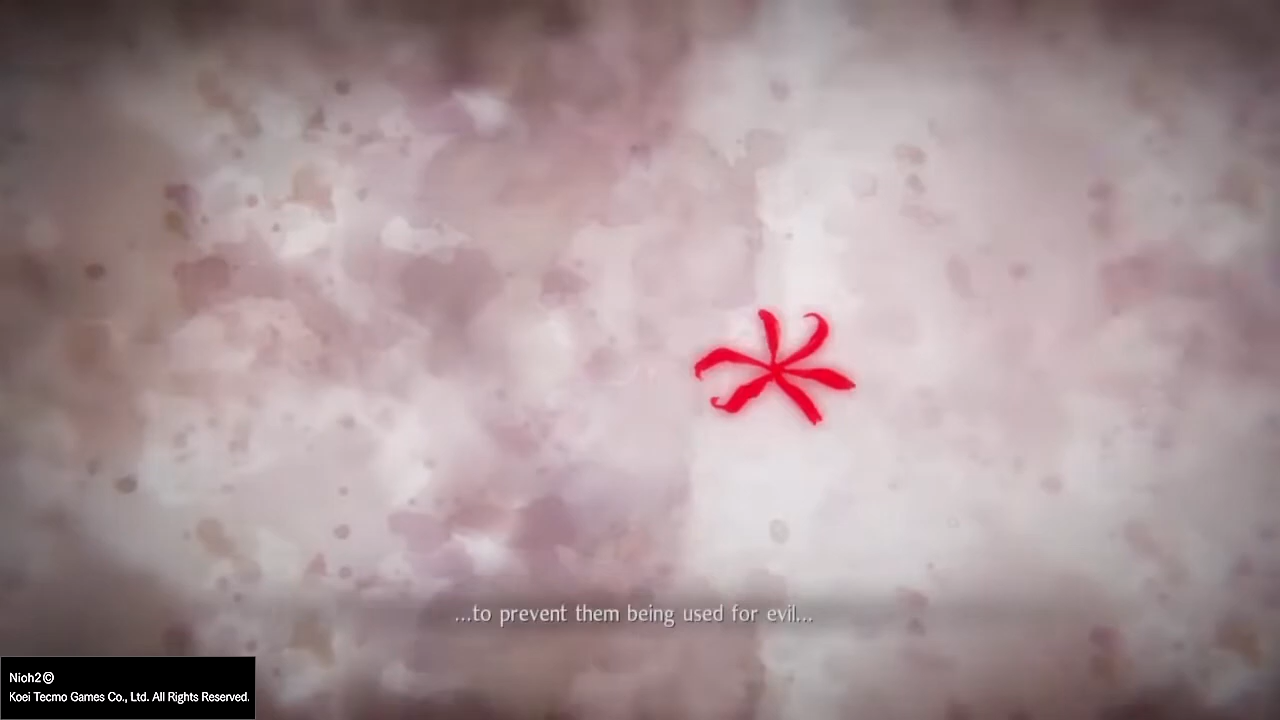 ...to prevent them being used for evil...
Nioh2©
Koei Tecmo Games Co., Ltd. All Rights Reserved.